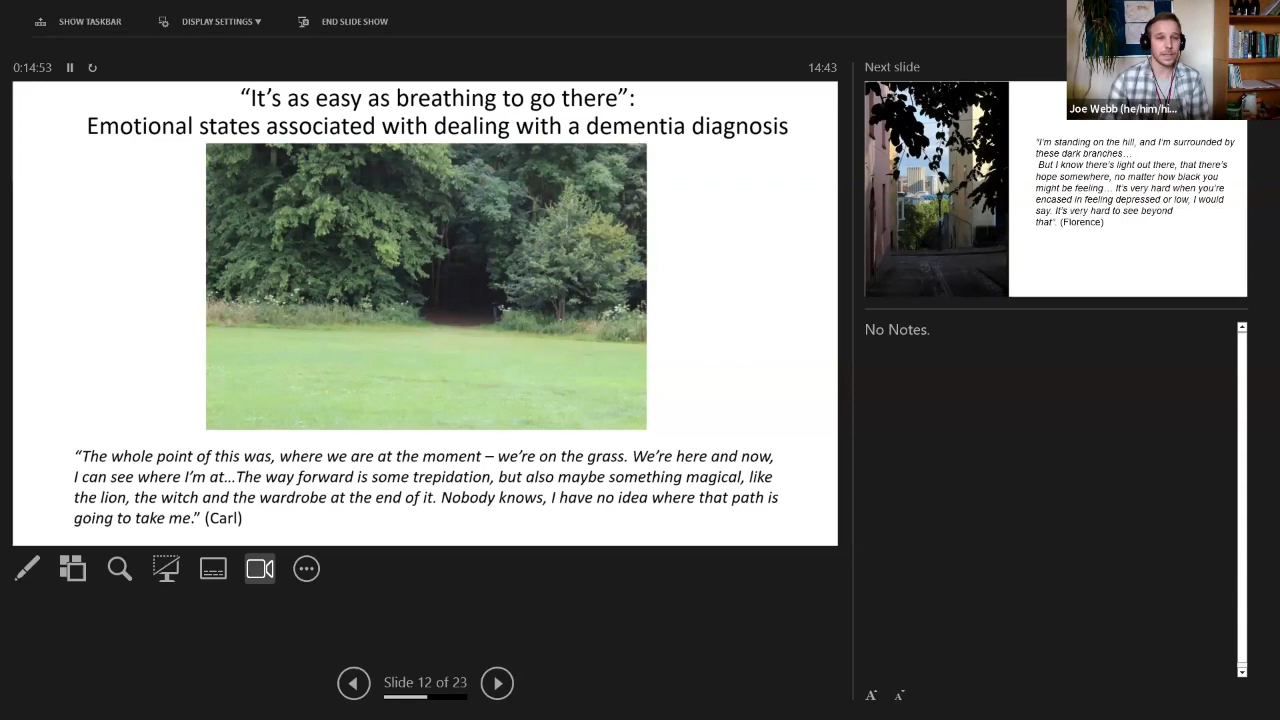 SHOW TASKBAR
DISPLAY SETTINGS ▼
END SLIDE SHOW
0:14:53
14:43
Next slide
“It’s as easy as breathing to go there”:
Emotional states associated with dealing with a dementia diagnosis
“The whole point of this was, where we are at the moment – we’re on the grass. We’re here and now,
I can see where I’m at…The way forward is some trepidation, but also maybe something magical, like
the lion, the witch and the wardrobe at the end of it. Nobody knows, I have no idea where that path is
going to take me.” (Carl)
Joe Webb (he/him/hi...
“I’m standing on the hill, and I’m surrounded by
these dark branches…
But I know there’s light out there, that there’s
hope somewhere, no matter how black you
might be feeling… It’s very hard when you’re
encased in feeling depressed or low, I would
say. It’s very hard to see beyond
that”. (Florence)
No Notes.
Slide 12 of 23
A A